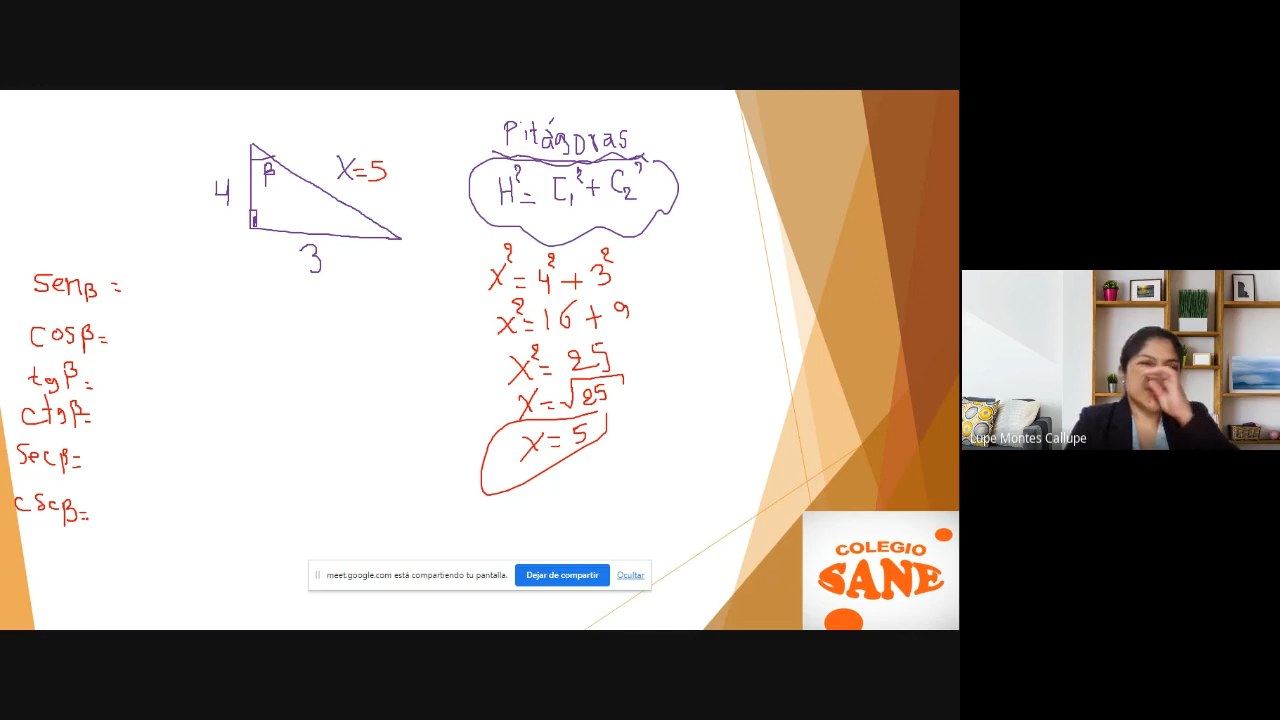 Pitágoras
H² = C₁² + C₂²
4
β
x=5
3
x² = 4² + 3²
x² = 16 + 9
x² = 25
x = √25
x = 5
Senβ =
Cosβ =
tgβ =
Ctgβ =
Secβ =
Cscβ =
meet.google.com está compartiendo tu pantalla.
Dejar de compartir
Ocultar
COLEGIO
SANE
Lupe Montes Callupe